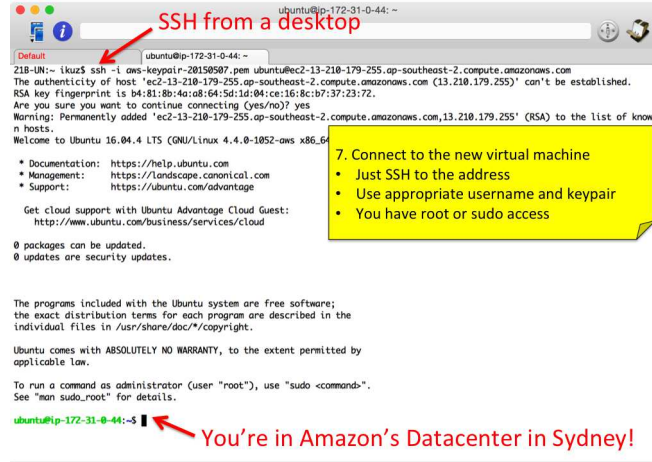 ubuntu@ip-172-31-0-44: ~
SSH from a desktop
Default
ubuntu@ip-172-31-0-44: ~
21B-UN:~ ikuz$ ssh -i aws-keypair-20150507.pem ubuntu@ec2-13-210-179-255.ap-southeast-2.compute.amazonaws.com
The authenticity of host 'ec2-13-210-179-255.ap-southeast-2.compute.amazonaws.com (13.210.179.255)' can't be established.
RSA key fingerprint is b4:81:8b:4a:a8:64:5d:1d:04:ce:16:8c:b7:37:23:72.
Are you sure you want to continue connecting (yes/no)? yes
Warning: Permanently added 'ec2-13-210-179-255.ap-southeast-2.compute.amazonaws.com,13.210.179.255' (RSA) to the list of know
n hosts.
Welcome to Ubuntu 16.04.4 LTS (GNU/Linux 4.4.0-1052-aws x86_64
* Documentation: https://help.ubuntu.com
* Management: https://landscape.canonical.com
* Support: https://ubuntu.com/advantage
Get cloud support with Ubuntu Advantage Cloud Guest:
http://www.ubuntu.com/business/services/cloud
7. Connect to the new virtual machine
• Just SSH to the address
• Use appropriate username and keypair
• You have root or sudo access
0 packages can be updated.
0 updates are security updates.
The programs included with the Ubuntu system are free software;
the exact distribution terms for each program are described in the
individual files in /usr/share/doc/*/copyright.
Ubuntu comes with ABSOLUTELY NO WARRANTY, to the extent permitted by
applicable law.
To run a command as administrator (user "root"), use "sudo <command>".
See "man sudo_root" for details.
ubuntu@ip-172-31-0-44:~$
You're in Amazon's Datacenter in Sydney!